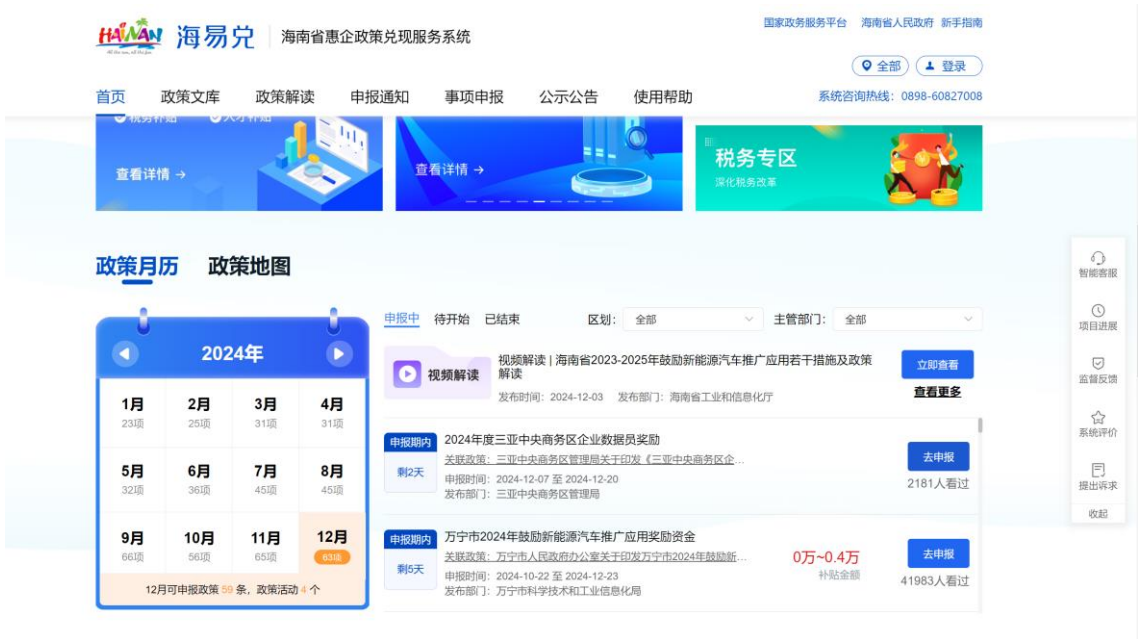 HAINAN
海易兑
海南省惠企政策兑现服务系统
国家政务服务平台 海南省人民政府 新手指南
全部 登录
首页 政策文库 政策解读 申报通知 事项申报 公示公告 使用帮助
系统咨询热线：0898-60827008
税务补贴 人才补贴
查看详情 →
查看详情 →
税务专区
深化税务改革
政策月历 政策地图
2024年
1月 2月 3月 4月
23项 25项 31项 31项
5月 6月 7月 8月
32项 36项 45项 45项
9月 10月 11月 12月
66项 56项 65项 63项
12月可申报政策 59 条，政策活动 4 个
申报中 待开始 已结束
区划： 全部 主管部门： 全部
视频解读
视频解读 | 海南省2023-2025年鼓励新能源汽车推广应用若干措施及政策
解读
发布时间：2024-12-03 发布部门：海南省工业和信息化厅
立即查看
查看更多
申报期内
剩2天
2024年度三亚中央商务区企业数据员奖励
关联政策：三亚中央商务区管理局关于印发《三亚中央商务区企...
申报时间：2024-12-07 至 2024-12-20
发布部门：三亚中央商务区管理局
去申报
2181人看过
申报期内
剩5天
万宁市2024年鼓励新能源汽车推广应用奖励资金
关联政策：万宁市人民政府办公室关于印发万宁市2024年鼓励新...
申报时间：2024-10-22 至 2024-12-23
发布部门：万宁市科学技术和工业信息化局
0万~0.4万
补贴金额
去申报
41983人看过
智能客服
项目进展
监督反馈
系统评价
提出诉求
收起